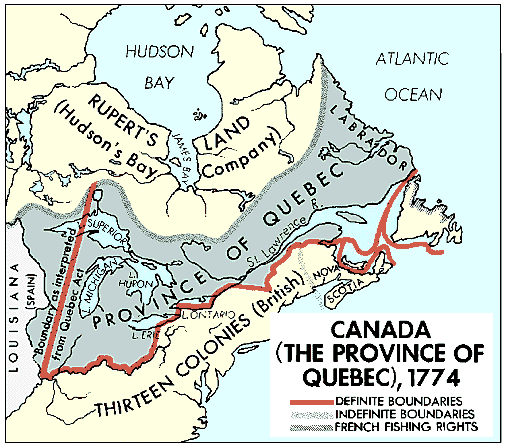 HUDSON
BAY
ATLANTIC
OCEAN
RUPERT'S LAND
(Hudson's Bay Company)
JAMES BAY
LABRADOR
PROVINCE OF QUEBEC
St. Lawrence R.
SUPERIOR
L. MICHIGAN
L. HURON
L. ONTARIO
L. ERIE
NOVA
SCOTIA
LOUISIANA
(SPAIN)
Boundary as interpreted
from Quebec Act
THIRTEEN COLONIES (British)
CANADA
(THE PROVINCE OF
QUEBEC), 1774
DEFINITE BOUNDARIES
INDEFINITE BOUNDARIES
FRENCH FISHING RIGHTS